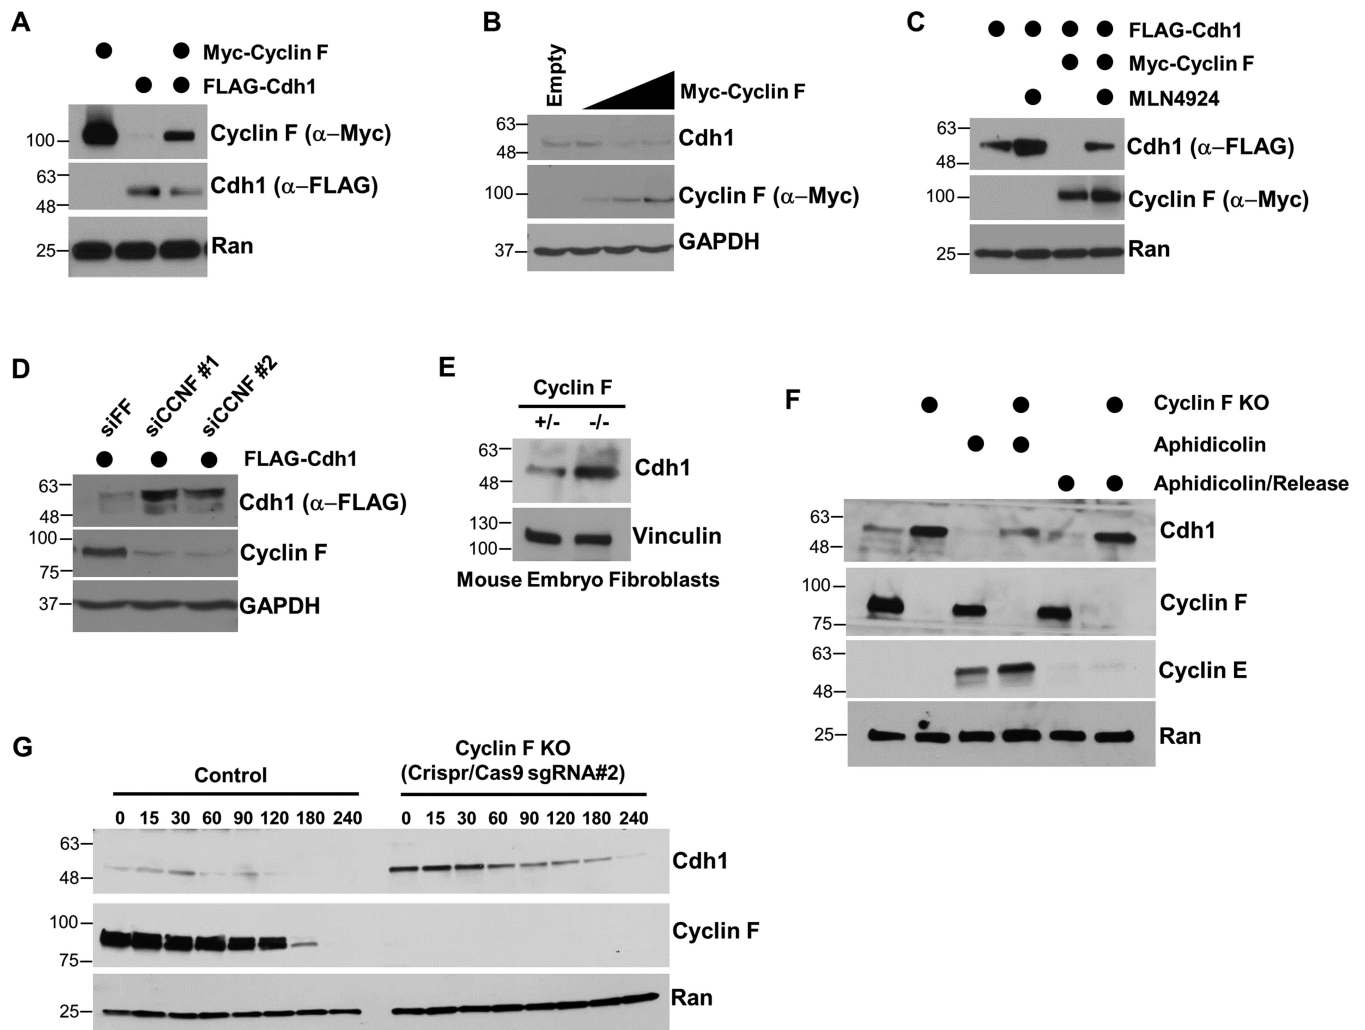 A
Myc-Cyclin F
FLAG-Cdh1
100
Cyclin F (α-Myc)
63
48
Cdh1 (α-FLAG)
25
Ran
B
Empty
Myc-Cyclin F
63
48
Cdh1
100
Cyclin F (α-Myc)
37
GAPDH
C
FLAG-Cdh1
Myc-Cyclin F
MLN4924
63
48
Cdh1 (α-FLAG)
100
Cyclin F (α-Myc)
25
Ran
D
siFF
siCCNF #1
siCCNF #2
FLAG-Cdh1
63
48
Cdh1 (α-FLAG)
100
75
Cyclin F
37
GAPDH
E
Cyclin F
+/- -/-
63
48
Cdh1
130
100
Vinculin
Mouse Embryo Fibroblasts
F
Cyclin F KO
Aphidicolin
Aphidicolin/Release
63
48
Cdh1
100
75
Cyclin F
63
48
Cyclin E
25
Ran
G
Control
Cyclin F KO
(Crispr/Cas9 sgRNA#2)
0 15 30 60 90 120 180 240 0 15 30 60 90 120 180 240
63
48
Cdh1
100
75
Cyclin F
25
Ran